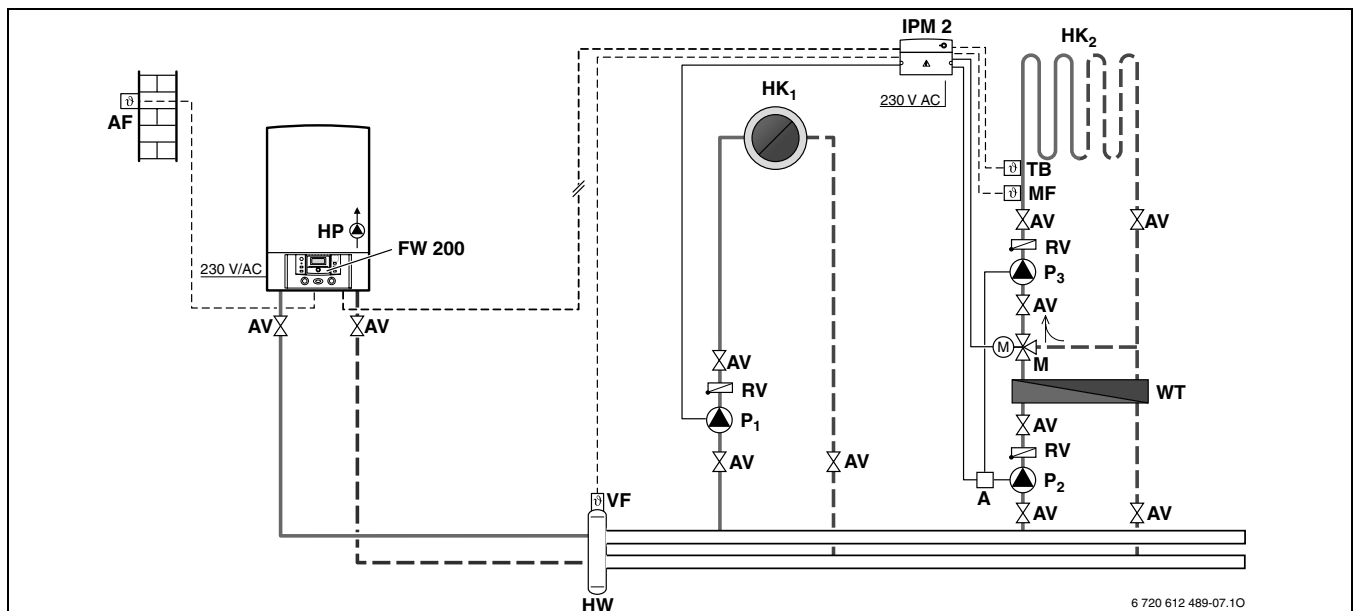 IPM 2
HK2
HK1
230 V AC
ϑ
AF
ϑ TB
ϑ MF
HP
AV
AV
FW 200
RV
230 V/AC
P3
AV
AV
AV
M
M
AV
RV
WT
P1
AV
RV
AV
AV
P2
A
ϑ VF
AV
AV
HW
6 720 612 489-07.1O